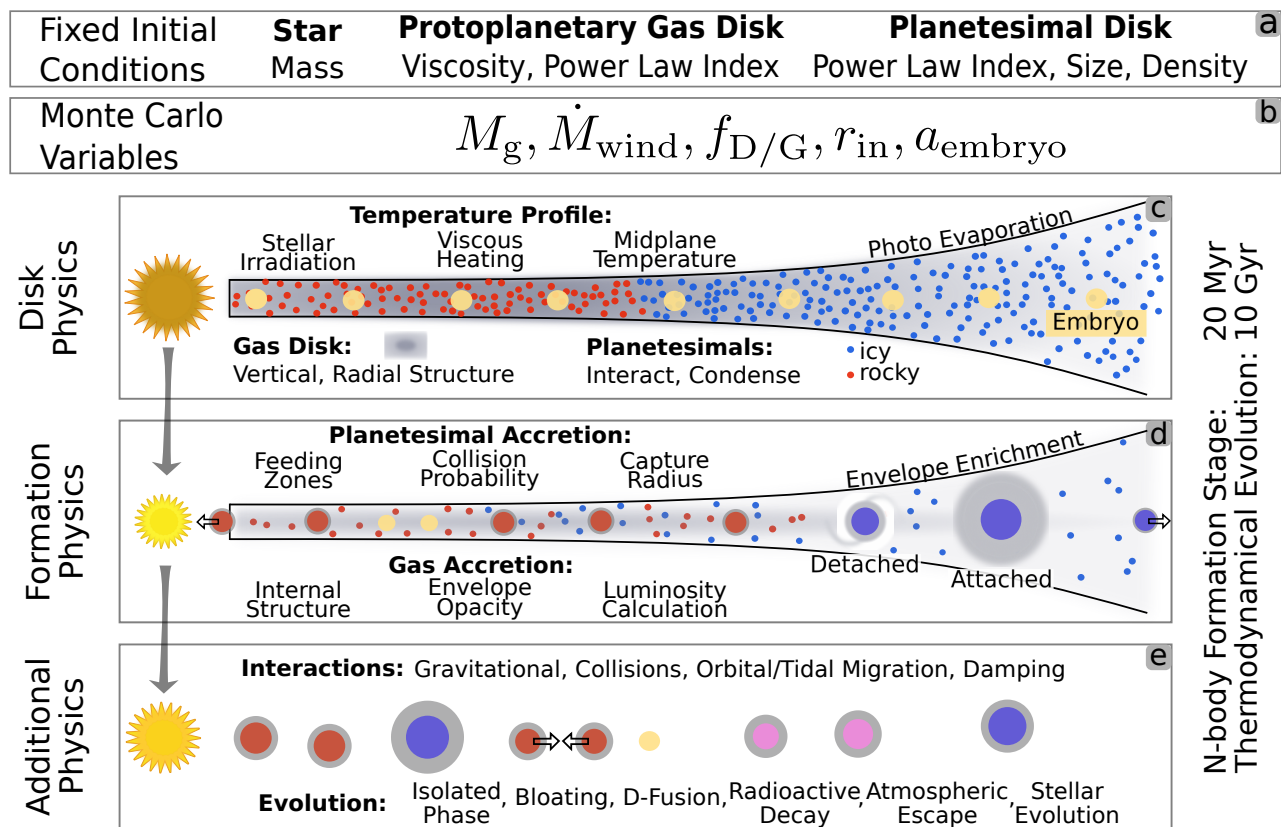 Fixed Initial Conditions
Star
Mass
Protoplanetary Gas Disk
Viscosity, Power Law Index
Planetesimal Disk
Power Law Index, Size, Density
a
Monte Carlo
Variables
M_g, Ṁ_wind, f_D/G, r_in, a_embryo
b
Disk
Physics
Temperature Profile:
Stellar
Irradiation
Viscous
Heating
Midplane
Temperature
Photo Evaporation
c
Embryo
Gas Disk:
Vertical, Radial Structure
Planetesimals:
Interact, Condense
icy
rocky
Formation
Physics
Planetesimal Accretion:
Feeding
Zones
Collision
Probability
Capture
Radius
Envelope Enrichment
d
Detached
Attached
Gas Accretion:
Internal
Structure
Envelope
Opacity
Luminosity
Calculation
Additional
Physics
Interactions: Gravitational, Collisions, Orbital/Tidal Migration, Damping
e
Evolution:
Isolated
Phase
, Bloating, D-Fusion,
Radioactive
Decay
,
Atmospheric
Escape
,
Stellar
Evolution
N-body Formation Stage: 20 Myr
Thermodynamical Evolution: 10 Gyr